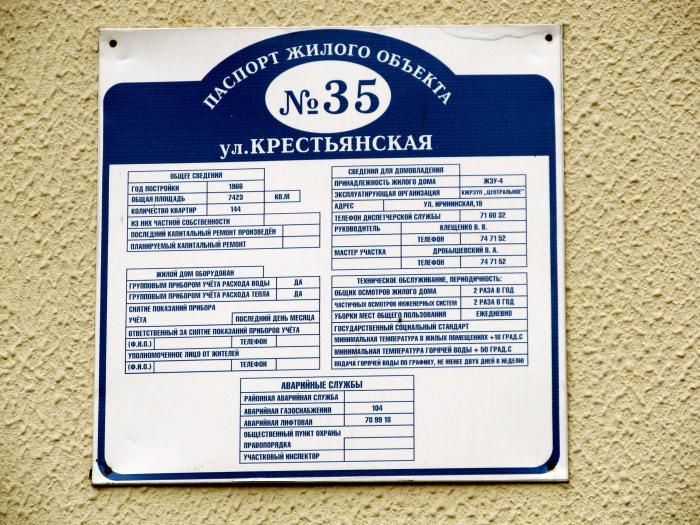 ПАСПОРТ ЖИЛОГО ОБЪЕКТА
№35
ул.КРЕСТЬЯНСКАЯ
ОБЩЕЕ СВЕДЕНИЯ
ГОД ПОСТРОЙКИ 1966
ОБЩАЯ ПЛОЩАДЬ 7423 КВ.М
КОЛИЧЕСТВО КВАРТИР 144
ИЗ НИХ ЧАСТНОЙ СОБСТВЕННОСТИ
ПОСЛЕДНИЙ КАПИТАЛЬНЫЙ РЕМОНТ ПРОИЗВЕДЁН
ПЛАНИРУЕМЫЙ КАПИТАЛЬНЫЙ РЕМОНТ
ЖИЛОЙ ДОМ ОБОРУДОВАН
ГРУППОВЫМ ПРИБОРОМ УЧЁТА РАСХОДА ВОДЫ ДА
ГРУППОВЫМ ПРИБОРОМ УЧЁТА РАСХОДА ТЕПЛА ДА
СНЯТИЕ ПОКАЗАНИЙ ПРИБОРА
УЧЁТА ПОСЛЕДНИЙ ДЕНЬ МЕСЯЦА
ОТВЕТСТВЕННЫЙ ЗА СНЯТИЕ ПОКАЗАНИЙ ПРИБОРОВ УЧЁТА
(Ф.И.О.) ТЕЛЕФОН
УПОЛНОМОЧЕННОЕ ЛИЦО ОТ ЖИТЕЛЕЙ
(Ф.И.О.) ТЕЛЕФОН
СВЕДЕНИЯ ДЛЯ ДОМОВЛАДЕНИЯ
ПРИНАДЛЕЖНОСТЬ ЖИЛОГО ДОМА ЖЭУ-4
ЭКСПЛУАТИРУЮЩАЯ ОРГАНИЗАЦИЯ КЖРЭУП „ЦЕНТРАЛЬНОЕ"
АДРЕС УЛ. ИРИНИНСКАЯ,19
ТЕЛЕФОН ДИСПЕТЧЕРСКОЙ СЛУЖБЫ 71 60 32
РУКОВОДИТЕЛЬ КЛЕЩЕНКО В. В.
ТЕЛЕФОН 74 71 52
МАСТЕР УЧАСТКА ДРОБЫШЕВСКИЙ В. А.
ТЕЛЕФОН 74 71 52
ТЕХНИЧЕСКОЕ ОБСЛУЖИВАНИЕ, ПЕРИОДИЧНОСТЬ:
ОБЩИХ ОСМОТРОВ ЖИЛОГО ДОМА 2 РАЗА В ГОД
ЧАСТИЧНЫХ ОСМОТРОВ ИНЖЕНЕРНЫХ СИСТЕМ 2 РАЗА В ГОД
УБОРКИ МЕСТ ОБЩЕГО ПОЛЬЗОВАНИЯ ЕЖЕДНЕВНО
ГОСУДАРСТВЕННЫЙ СОЦИАЛЬНЫЙ СТАНДАРТ
МИНИМАЛЬНАЯ ТЕМПЕРАТУРА В ЖИЛЫХ ПОМЕЩЕНИЯХ +18 ГРАД.С
МИНИМАЛЬНАЯ ТЕМПЕРАТУРА ГОРЯЧЕЙ ВОДЫ + 50 ГРАД.С
ПОДАЧА ГОРЯЧЕЙ ВОДЫ ПО ГРАФИКУ, НЕ МЕНЕЕ ДВУХ ДНЕЙ В НЕДЕЛЮ
АВАРИЙНЫЕ СЛУЖБЫ
РАЙОННАЯ АВАРИЙНАЯ СЛУЖБА
АВАРИЙНАЯ ГАЗОСНАБЖЕНИЯ 104
АВАРИЙНАЯ ЛИФТОВАЯ 78 99 18
ОБЩЕСТВЕННЫЙ ПУНКТ ОХРАНЫ
ПРАВОПОРЯДКА
УЧАСТКОВЫЙ ИНСПЕКТОР